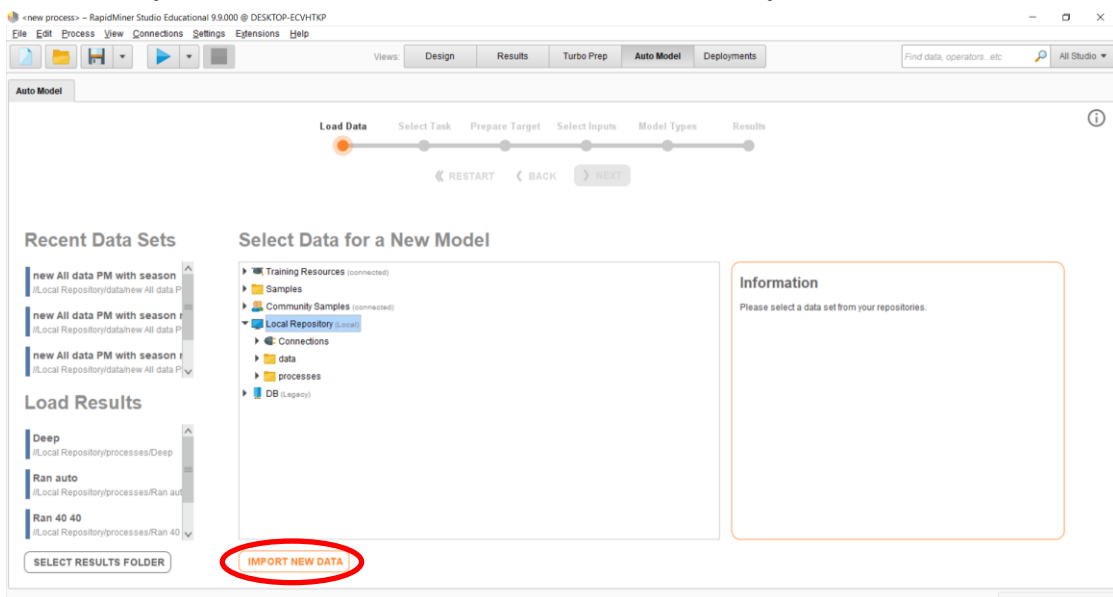 <new process> – RapidMiner Studio Educational 9.9.000 @ DESKTOP-ECVHTKP
File Edit Process View Connections Settings Extensions Help
Views: Design Results Turbo Prep Auto Model Deployments Find data, operators...etc All Studio
Auto Model
Load Data Select Task Prepare Target Select Inputs Model Types Results
RESTART BACK NEXT
Recent Data Sets
new All data PM with season
//Local Repository/data/new All data P
new All data PM with season r
//Local Repository/data/new All data P
new All data PM with season r
//Local Repository/data/new All data P
Load Results
Deep
//Local Repository/processes/Deep
Ran auto
//Local Repository/processes/Ran aut
Ran 40 40
//Local Repository/processes/Ran 40
SELECT RESULTS FOLDER
Select Data for a New Model
Training Resources (connected)
Samples
Community Samples (connected)
Local Repository (Local)
Connections
data
processes
DB (Legacy)
IMPORT NEW DATA
Information
Please select a data set from your repositories.